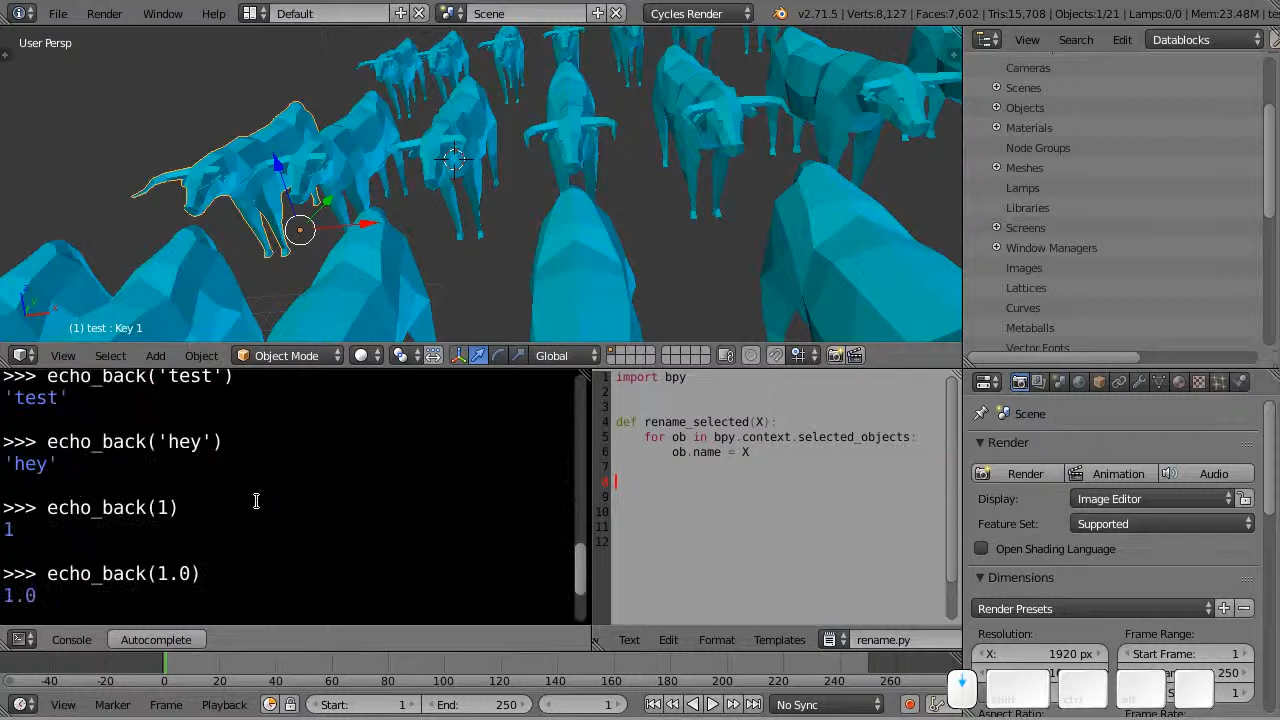 File Render Window Help Default Scene Cycles Render v2.71.5 | Verts:8,127 | Faces:7,602 | Tris:15,708 | Objects:1/21 | Lamps:0/0 | Mem:23.48M | te
User Persp
(1) test : Key 1
View Select Add Object Object Mode Global
>>> echo_back('test')
'test'
>>> echo_back('hey')
'hey'
>>> echo_back(1)
1
>>> echo_back(1.0)
1.0
Console Autocomplete
1 import bpy
2
3
4 def rename_selected(X):
5 for ob in bpy.context.selected_objects:
6 ob.name = X
7
8
9
10
11
12
Text Edit Format Templates rename.py
View Search Edit Datablocks
Cameras
Scenes
Objects
Materials
Node Groups
Meshes
Lamps
Libraries
Screens
Window Managers
Images
Lattices
Curves
Metaballs
Vector Fonts
Scene
Render
Render Animation Audio
Display: Image Editor
Feature Set: Supported
Open Shading Language
Dimensions
Render Presets
Resolution: Frame Range:
X: 1920 px Start Frame: 1
250
1
-40 -20 0 20 40 60 80 100 120 140 160 180 200 220 240 260
View Marker Frame Playback Start: 1 End: 250 1 No Sync